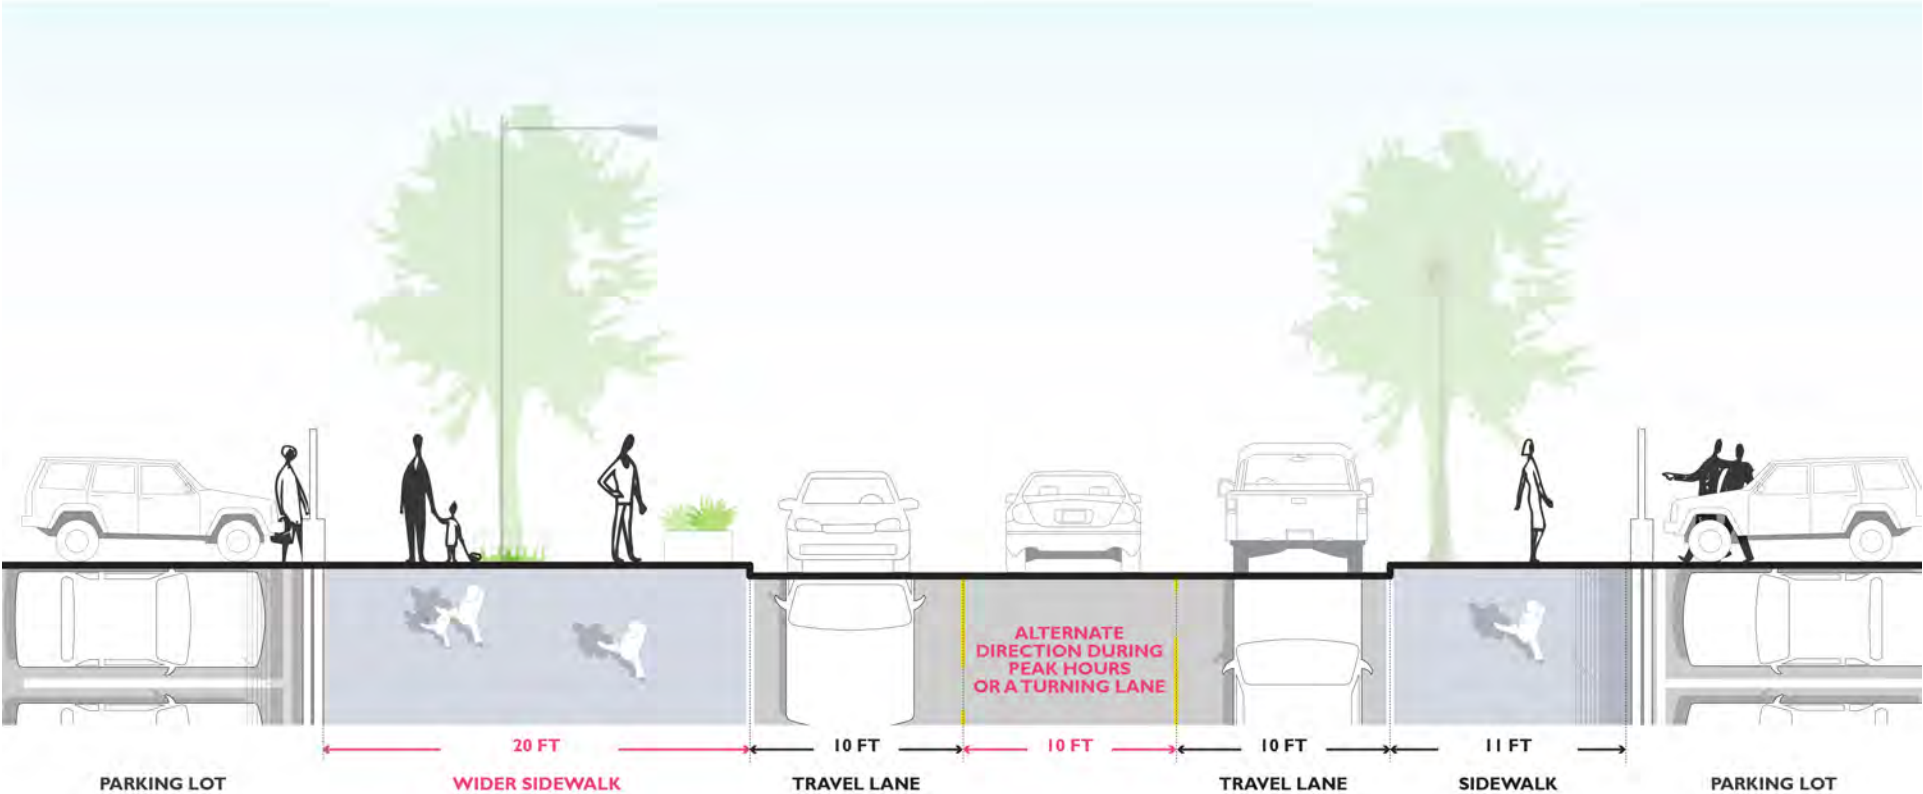 ALTERNATE
DIRECTION DURING
PEAK HOURS
OR A TURNING LANE
20 FT
10 FT
10 FT
10 FT
11 FT
PARKING LOT
WIDER SIDEWALK
TRAVEL LANE
TRAVEL LANE
SIDEWALK
PARKING LOT